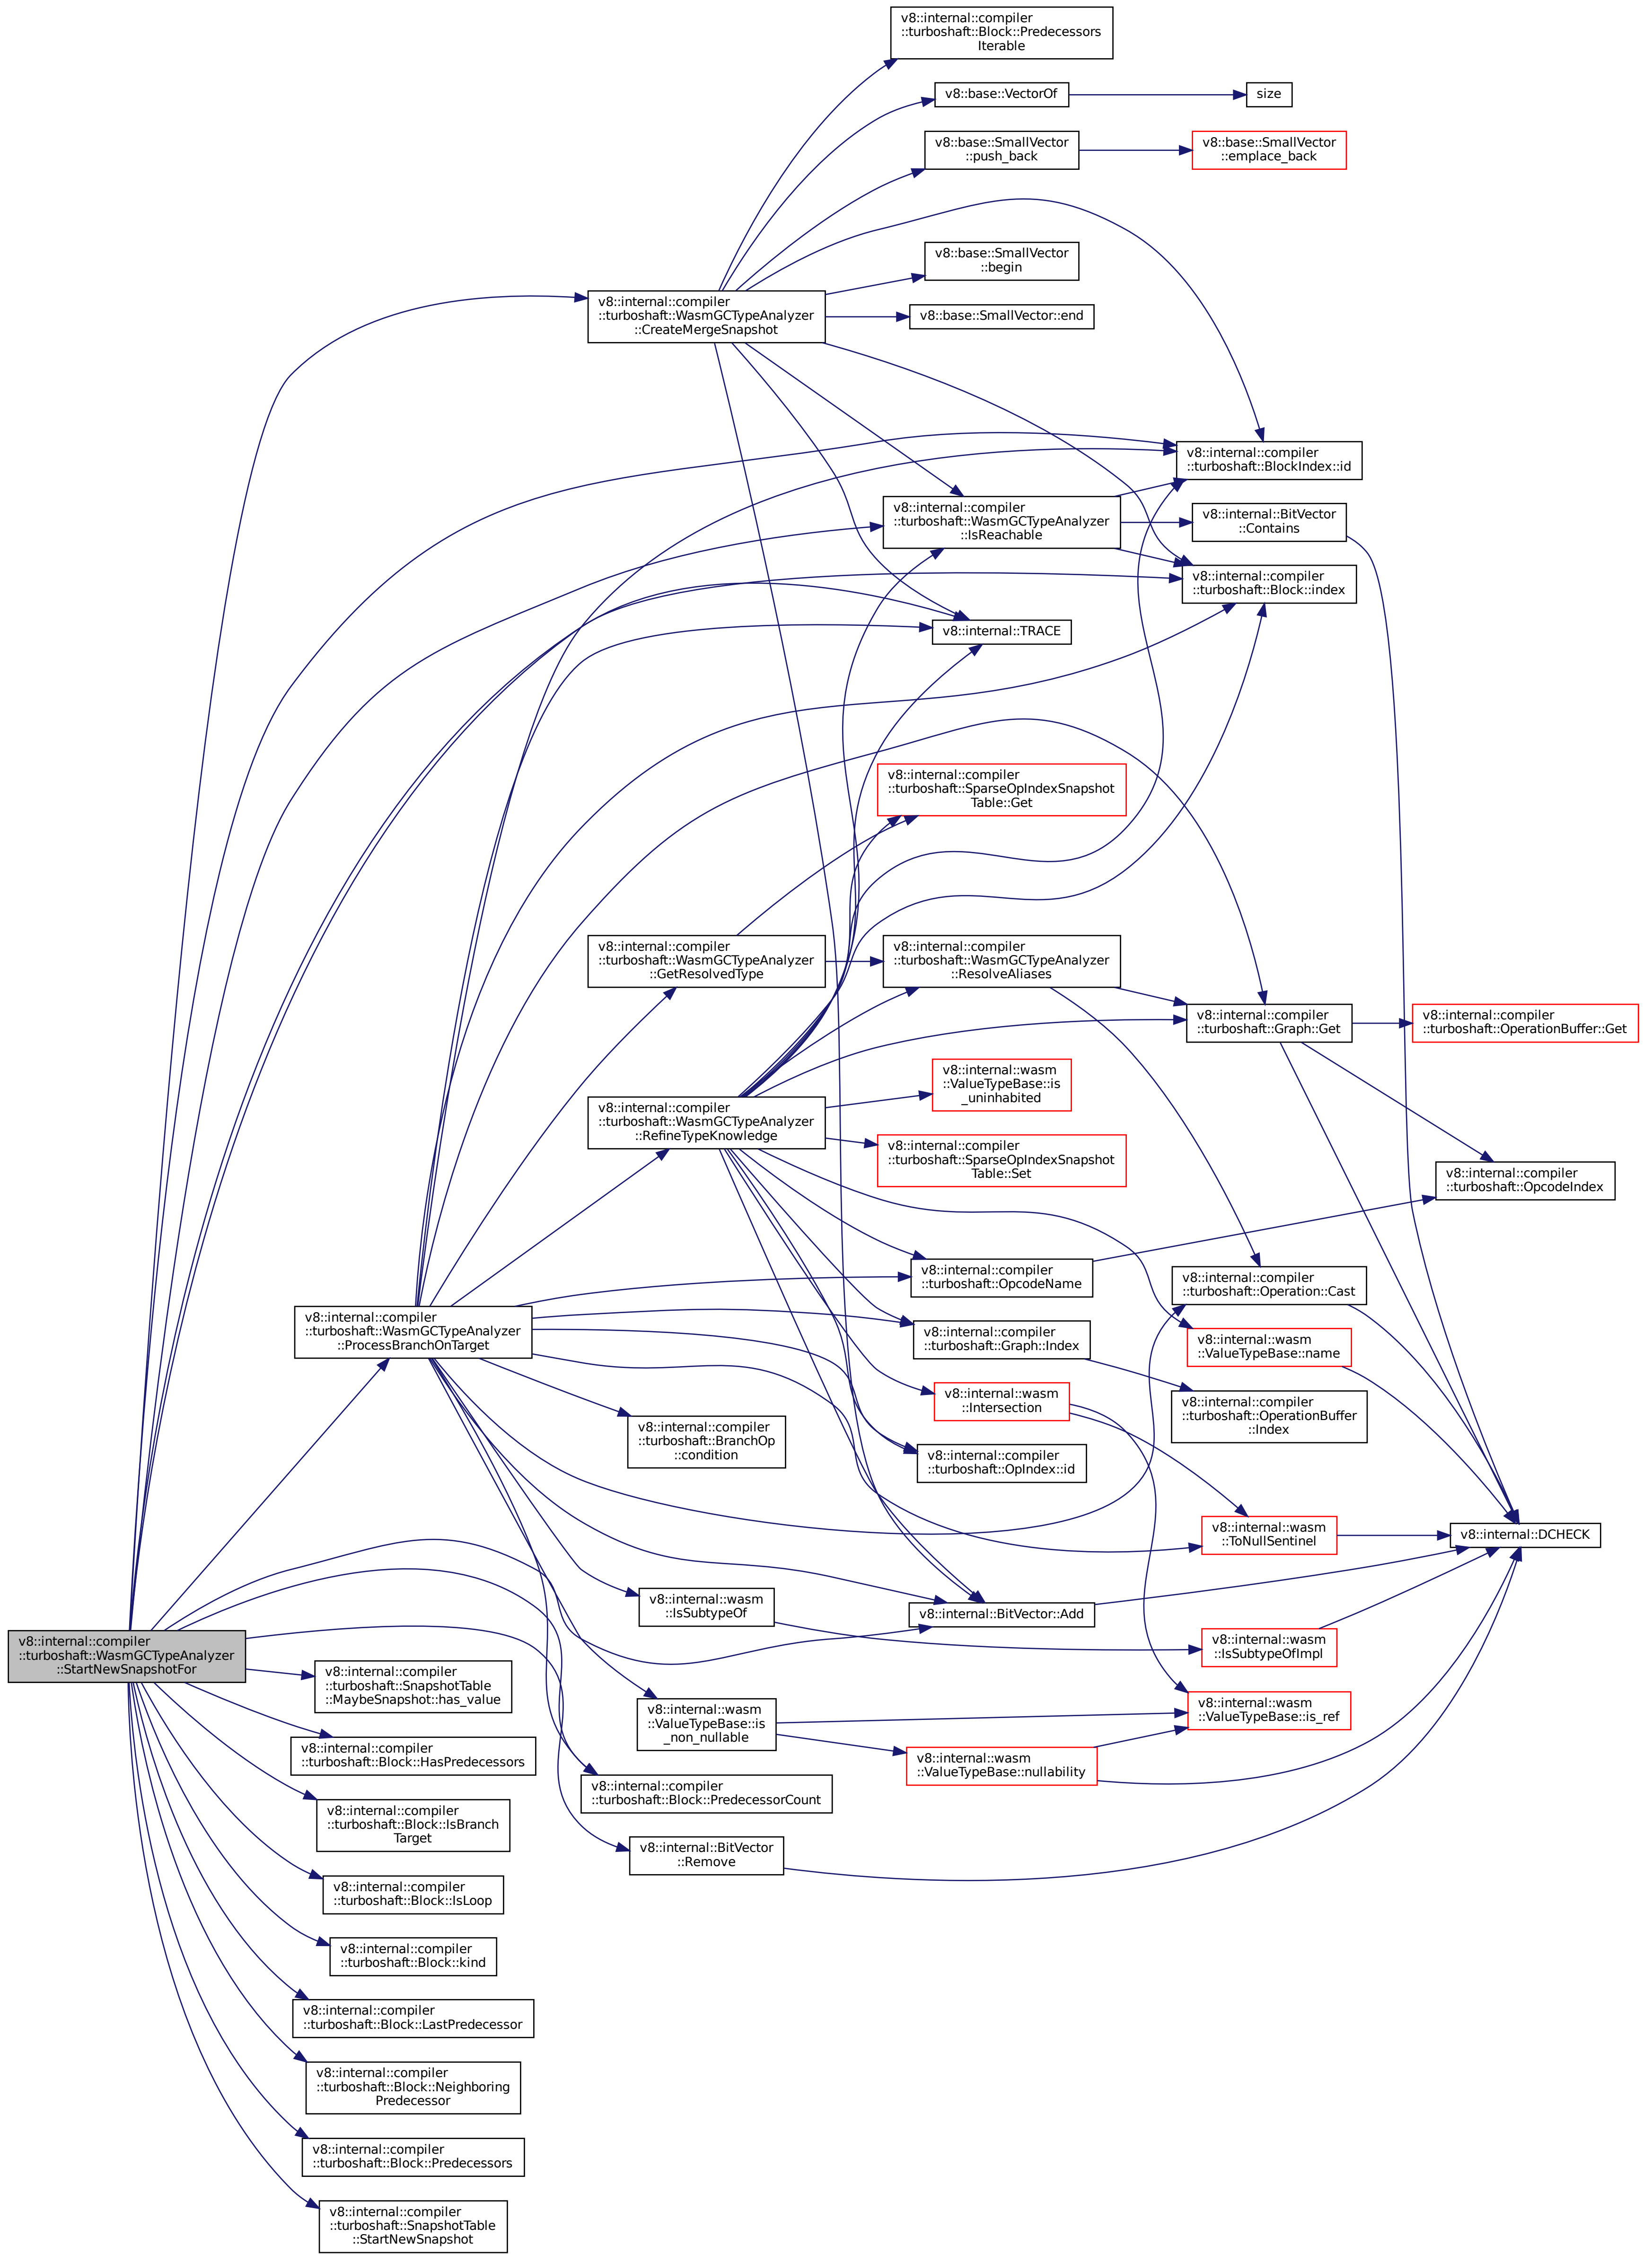 v8::internal::compiler
::turboshaft::Block::Predecessors
Iterable
v8::base::VectorOf
size
v8::base::SmallVector
::push_back
v8::base::SmallVector
::emplace_back
v8::base::SmallVector
::begin
v8::internal::compiler
::turboshaft::WasmGCTypeAnalyzer
::CreateMergeSnapshot
v8::base::SmallVector::end
v8::internal::compiler
::turboshaft::BlockIndex::id
v8::internal::compiler
::turboshaft::WasmGCTypeAnalyzer
::IsReachable
v8::internal::BitVector
::Contains
v8::internal::compiler
::turboshaft::Block::index
v8::internal::TRACE
v8::internal::compiler
::turboshaft::SparseOpIndexSnapshot
Table::Get
v8::internal::compiler
::turboshaft::WasmGCTypeAnalyzer
::GetResolvedType
v8::internal::compiler
::turboshaft::WasmGCTypeAnalyzer
::ResolveAliases
v8::internal::compiler
::turboshaft::Graph::Get
v8::internal::compiler
::turboshaft::OperationBuffer::Get
v8::internal::wasm
::ValueTypeBase::is
_uninhabited
v8::internal::compiler
::turboshaft::WasmGCTypeAnalyzer
::RefineTypeKnowledge
v8::internal::compiler
::turboshaft::SparseOpIndexSnapshot
Table::Set
v8::internal::compiler
::turboshaft::OpcodeIndex
v8::internal::compiler
::turboshaft::OpcodeName
v8::internal::compiler
::turboshaft::Operation::Cast
v8::internal::compiler
::turboshaft::WasmGCTypeAnalyzer
::ProcessBranchOnTarget
v8::internal::compiler
::turboshaft::Graph::Index
v8::internal::wasm
::ValueTypeBase::name
v8::internal::wasm
::Intersection
v8::internal::compiler
::turboshaft::OperationBuffer
::Index
v8::internal::compiler
::turboshaft::BranchOp
::condition
v8::internal::compiler
::turboshaft::OpIndex::id
v8::internal::wasm
::ToNullSentinel
v8::internal::DCHECK
v8::internal::wasm
::IsSubtypeOf
v8::internal::BitVector::Add
v8::internal::wasm
::IsSubtypeOfImpl
v8::internal::compiler
::turboshaft::WasmGCTypeAnalyzer
::StartNewSnapshotFor
v8::internal::compiler
::turboshaft::SnapshotTable
::MaybeSnapshot::has_value
v8::internal::wasm
::ValueTypeBase::is
_non_nullable
v8::internal::wasm
::ValueTypeBase::is_ref
v8::internal::compiler
::turboshaft::Block::HasPredecessors
v8::internal::wasm
::ValueTypeBase::nullability
v8::internal::compiler
::turboshaft::Block::PredecessorCount
v8::internal::compiler
::turboshaft::Block::IsBranch
Target
v8::internal::BitVector
::Remove
v8::internal::compiler
::turboshaft::Block::IsLoop
v8::internal::compiler
::turboshaft::Block::kind
v8::internal::compiler
::turboshaft::Block::LastPredecessor
v8::internal::compiler
::turboshaft::Block::Neighboring
Predecessor
v8::internal::compiler
::turboshaft::Block::Predecessors
v8::internal::compiler
::turboshaft::SnapshotTable
::StartNewSnapshot